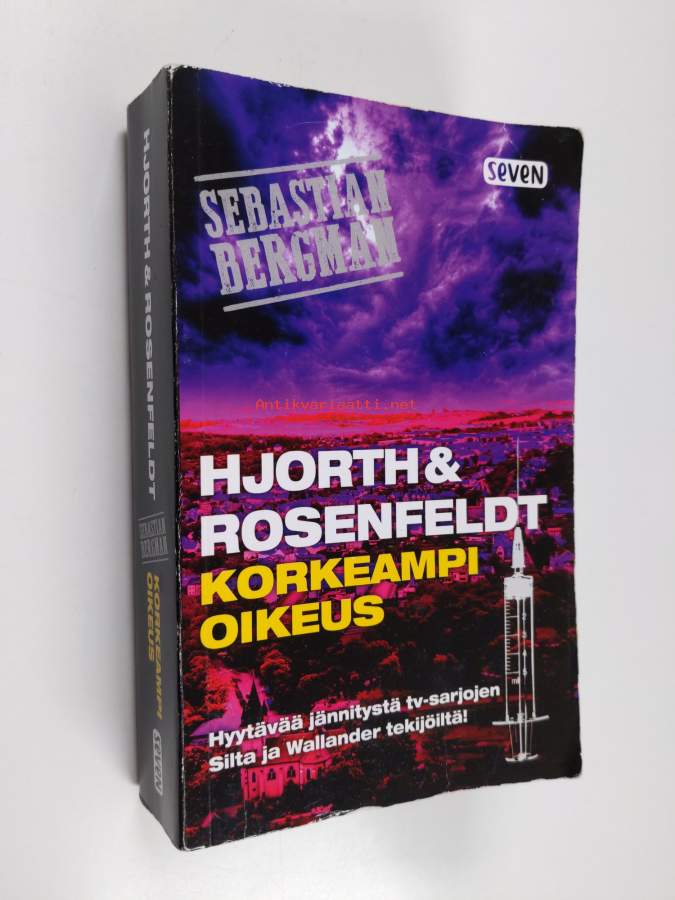 SEBASTIAN
BERGMAN
seven
Antikvariaatti.net
HJORTH &
ROSENFELDT
KORKEAMPI
OIKEUS
Hyytävää jännitystä tv-sarjojen
Silta ja Wallander tekijöiltä!
ml
HJORTH & ROSENFELDT
SEBASTIAN
BERGMAN
KORKEAMPI
OIKEUS
seven